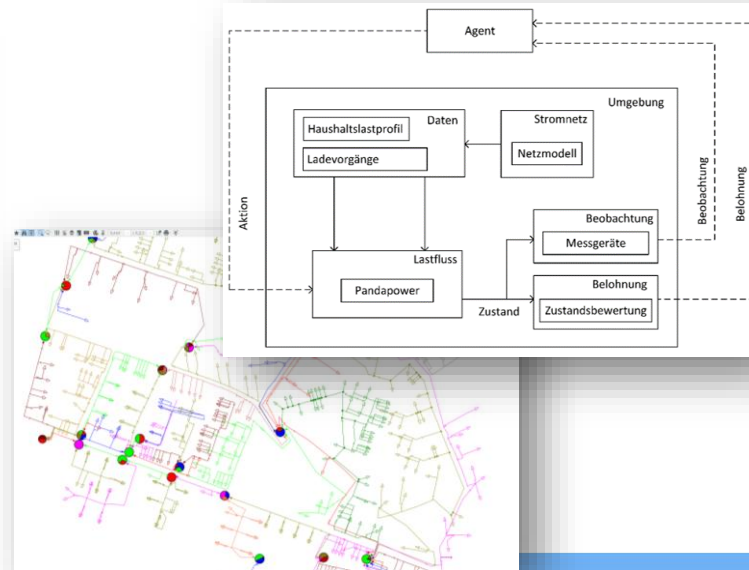 Agent
Umgebung
Daten
Haushaltslastprofil
Ladevorgänge
Stromnetz
Netzmodell
Aktion
Lastfluss
Pandapower
Zustand
Beobachtung
Messgeräte
Belohnung
Zustandsbewertung
Beobachtung
Belohnung